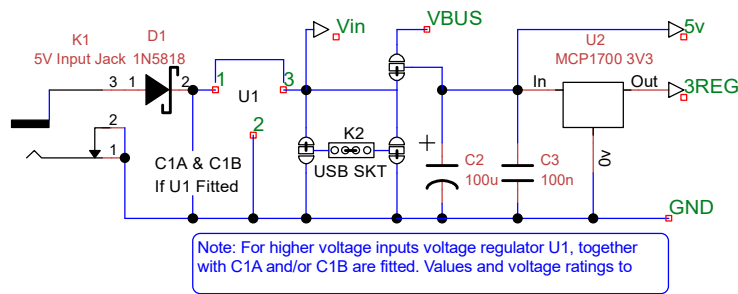 K1
5V Input Jack
D1
1N5818
3
1
2
2
1
1
3
U1
2
C1A & C1B
If U1 Fitted
Vin
VBUS
K2
USB SKT
+
C2
100u
C3
100n
5v
U2
MCP1700 3V3
In
Out
0v
3REG
GND
Note: For higher voltage inputs voltage regulator U1, together
with C1A and/or C1B are fitted. Values and voltage ratings to